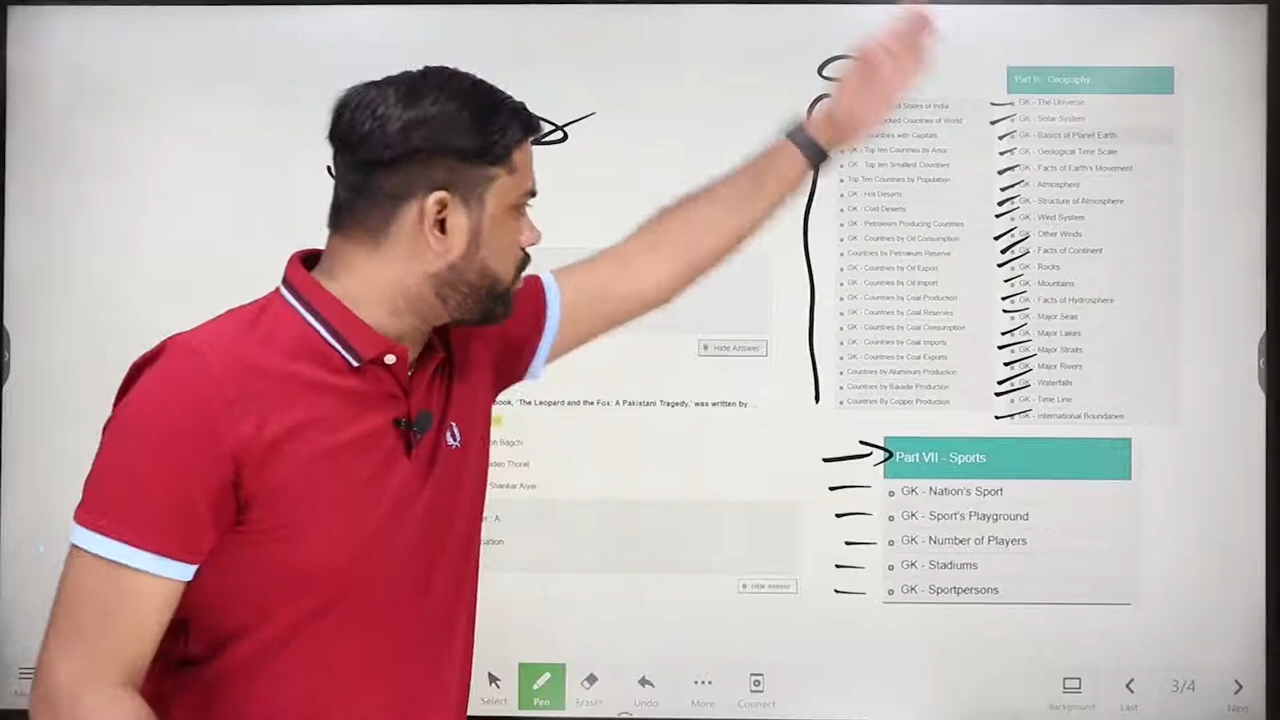 d States of India
cked Countries of World
untries with Capitals
GK - Top ten Countries by Area
GK - Top ten Smallest Countries
Top Ten Countries by Population
GK - Hot Deserts
GK - Cold Deserts
GK - Petroleum Producing Countries
GK - Countries by Oil Consumption
Countries by Petroleum Reserve
GK - Countries by Oil Export
GK - Countries by Oil Import
GK - Countries by Coal Production
GK - Countries by Coal Reserves
GK - Countries by Coal Consumption
GK - Countries by Coal Imports
GK - Countries by Coal Exports
Countries by Aluminum Production
Countries by Bauxite Production
Countries By Copper Production
Part III - Geography
GK - The Universe
GK - Solar System
GK - Basics of Planet Earth
GK - Geological Time Scale
GK - Facts of Earth's Movement
GK - Atmosphere
GK - Structure of Atmosphere
GK - Wind System
GK - Other Winds
GK - Facts of Continent
GK - Rocks
GK - Mountains
GK - Facts of Hydrosphere
GK - Major Seas
GK - Major Lakes
GK - Major Straits
GK - Major Rivers
GK - Waterfalls
GK - Time Line
GK - International Boundaries
Hide Answer
book, 'The Leopard and the Fox: A Pakistani Tragedy,' was written by ...
sh Bagchi
adeo Thorat
Shankar Aiyar
er : A
nation
Hide Answer
Part VII - Sports
GK - Nation's Sport
GK - Sport's Playground
GK - Number of Players
GK - Stadiums
GK - Sportpersons
Select
Pen
Eraser
Undo
More
Connect
Background
Last
3/4
Next